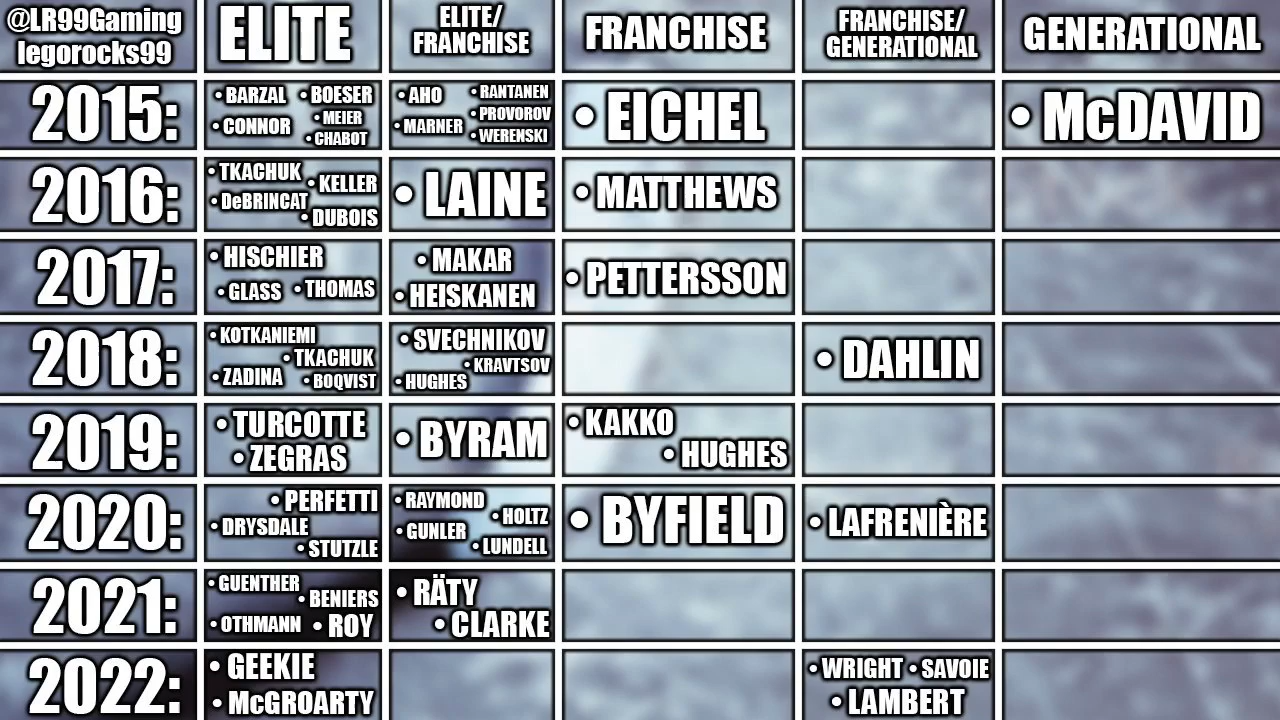 @LR99Gaming
legorocks99
ELITE
ELITE/
FRANCHISE
FRANCHISE
FRANCHISE/
GENERATIONAL
GENERATIONAL
2015:
• BARZAL • BOESER
• CONNOR • MEIER
• CHABOT
• AHO • RANTANEN
• MARNER • PROVOROV
• WERENSKI
• EICHEL
• McDAVID
2016:
• TKACHUK
• KELLER
• DeBRINCAT
• DUBOIS
• LAINE
• MATTHEWS
2017:
• HISCHIER
• GLASS • THOMAS
• MAKAR
• HEISKANEN
• PETTERSSON
2018:
• KOTKANIEMI
• TKACHUK
• ZADINA • BOQVIST
• SVECHNIKOV
• KRAVTSOV
• HUGHES
• DAHLIN
2019:
• TURCOTTE
• ZEGRAS
• BYRAM
• KAKKO
• HUGHES
2020:
• PERFETTI
• DRYSDALE
• STUTZLE
• RAYMOND
• HOLTZ
• GUNLER
• LUNDELL
• BYFIELD
• LAFRENIÈRE
2021:
• GUENTHER
• BENIERS
• OTHMANN • ROY
• RÄTY
• CLARKE
2022:
• GEEKIE
• McGROARTY
• WRIGHT • SAVOIE
• LAMBERT